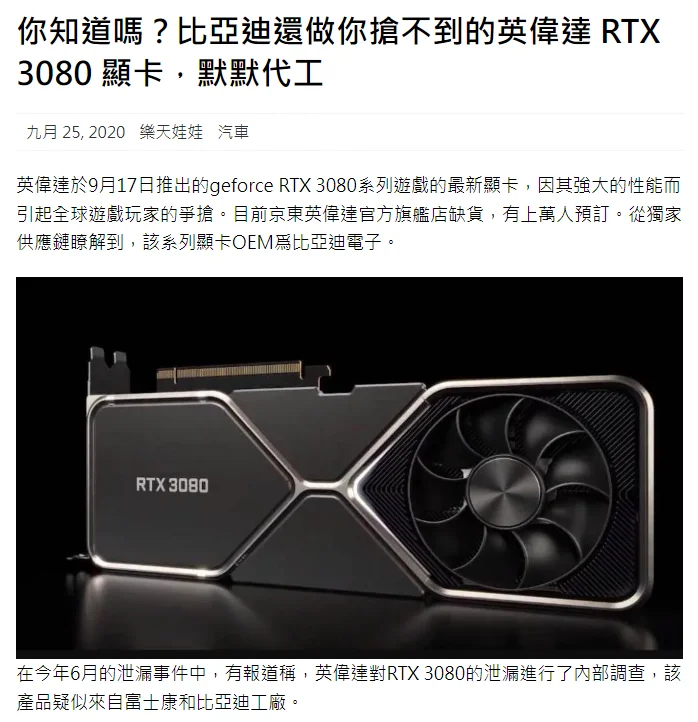 你知道嗎？比亞迪還做你搶不到的英偉達 RTX
3080 顯卡，默默代工
九月 25, 2020 樂天娃娃 汽車
英偉達於9月17日推出的geforce RTX 3080系列遊戲的最新顯卡，因其強大的性能而
引起全球遊戲玩家的爭搶。目前京東英偉達官方旗艦店缺貨，有上萬人預訂。從獨家
供應鏈瞭解到，該系列顯卡OEM爲比亞迪電子。
RTX 3080
在今年6月的泄漏事件中，有報道稱，英偉達對RTX 3080的泄漏進行了內部調查，該
產品疑似來自富士康和比亞迪工廠。